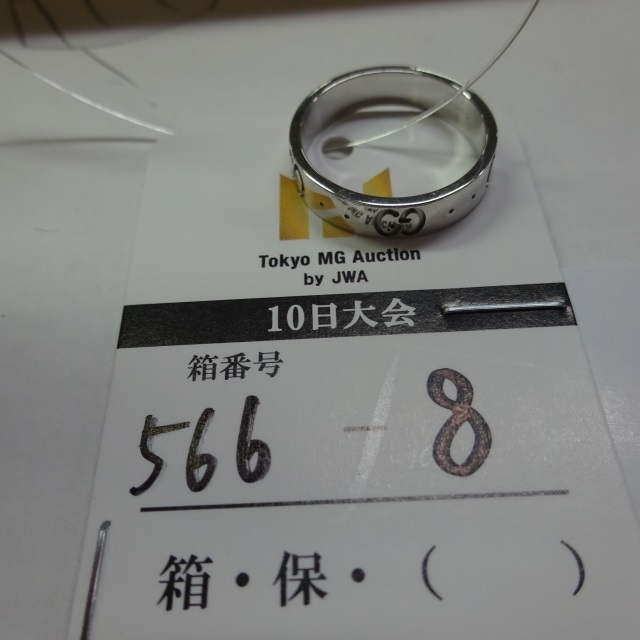 Tokyo MG Auction
by JWA
10日大会
箱番号
566 - 8
箱・保・(　　　)